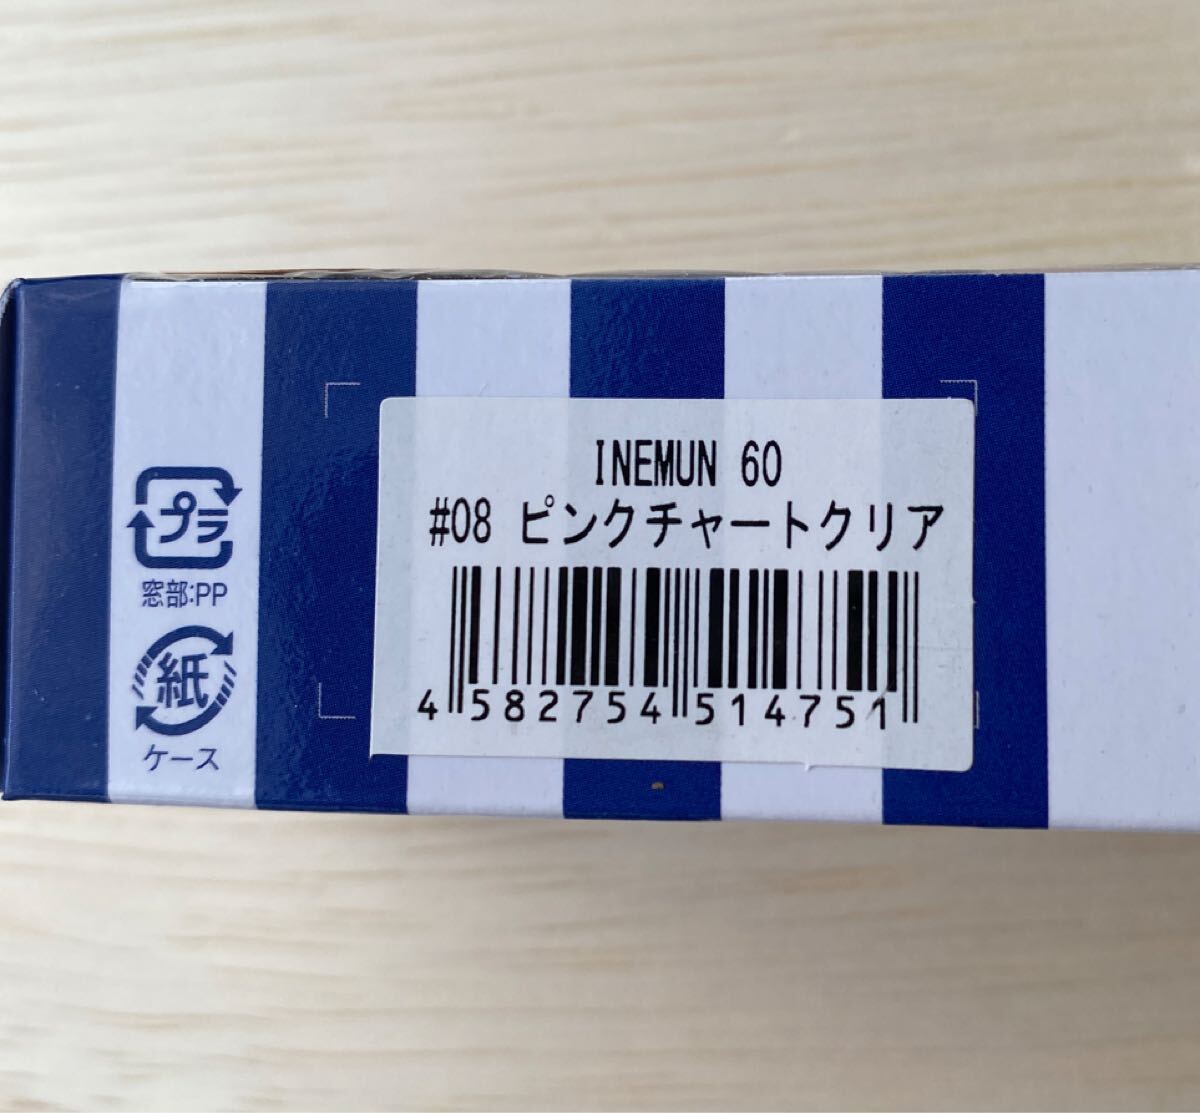 INEMUN 60
#08 ピンクチャートクリア
4 582754 514751
プラ
窓部:PP
紙
ケース